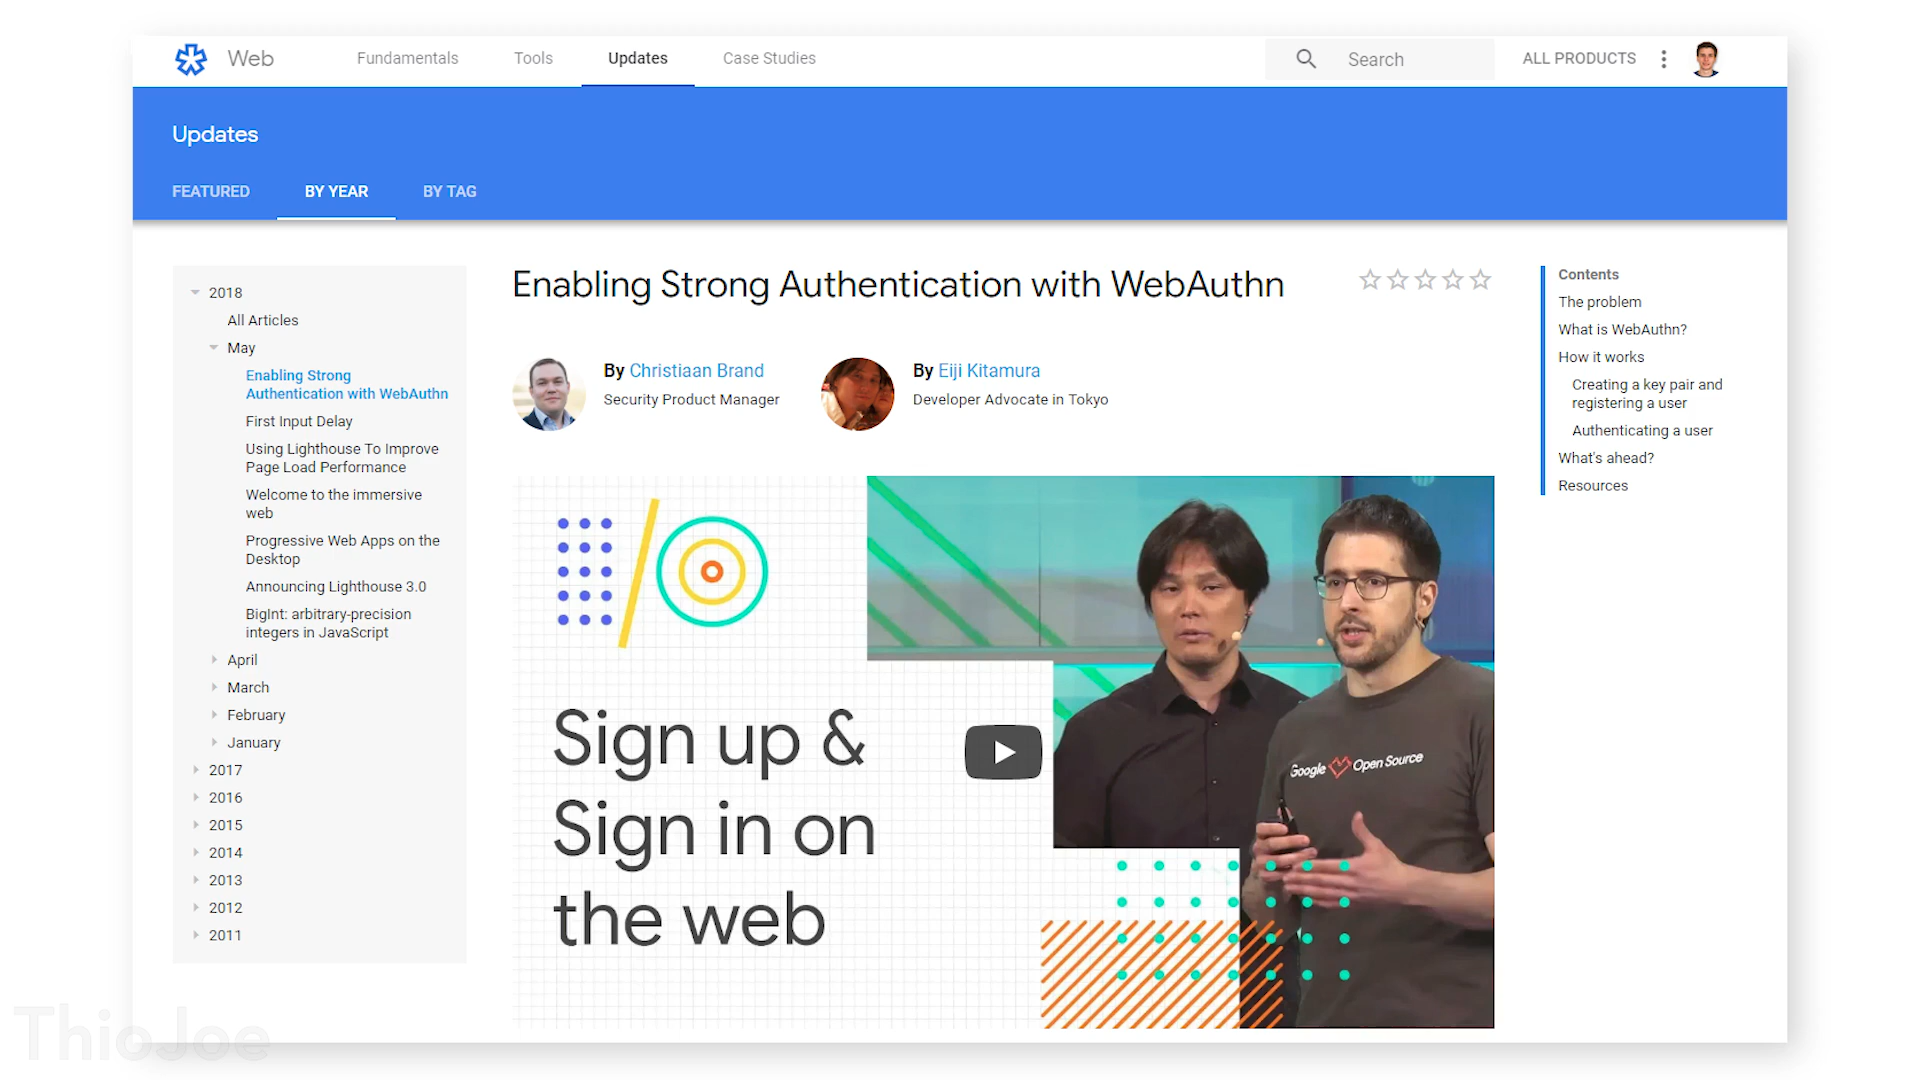 Web
Fundamentals
Tools
Updates
Case Studies
Search
ALL PRODUCTS
Updates
FEATURED
BY YEAR
BY TAG
2018
All Articles
May
Enabling Strong
Authentication with WebAuthn
First Input Delay
Using Lighthouse To Improve
Page Load Performance
Welcome to the immersive
web
Progressive Web Apps on the
Desktop
Announcing Lighthouse 3.0
BigInt: arbitrary-precision
integers in JavaScript
April
March
February
January
2017
2016
2015
2014
2013
2012
2011
Enabling Strong Authentication with WebAuthn
By Christiaan Brand
Security Product Manager
By Eiji Kitamura
Developer Advocate in Tokyo
Sign up &
Sign in on
the web
Google Open Source
Contents
The problem
What is WebAuthn?
How it works
Creating a key pair and
registering a user
Authenticating a user
What's ahead?
Resources
ThioJoe